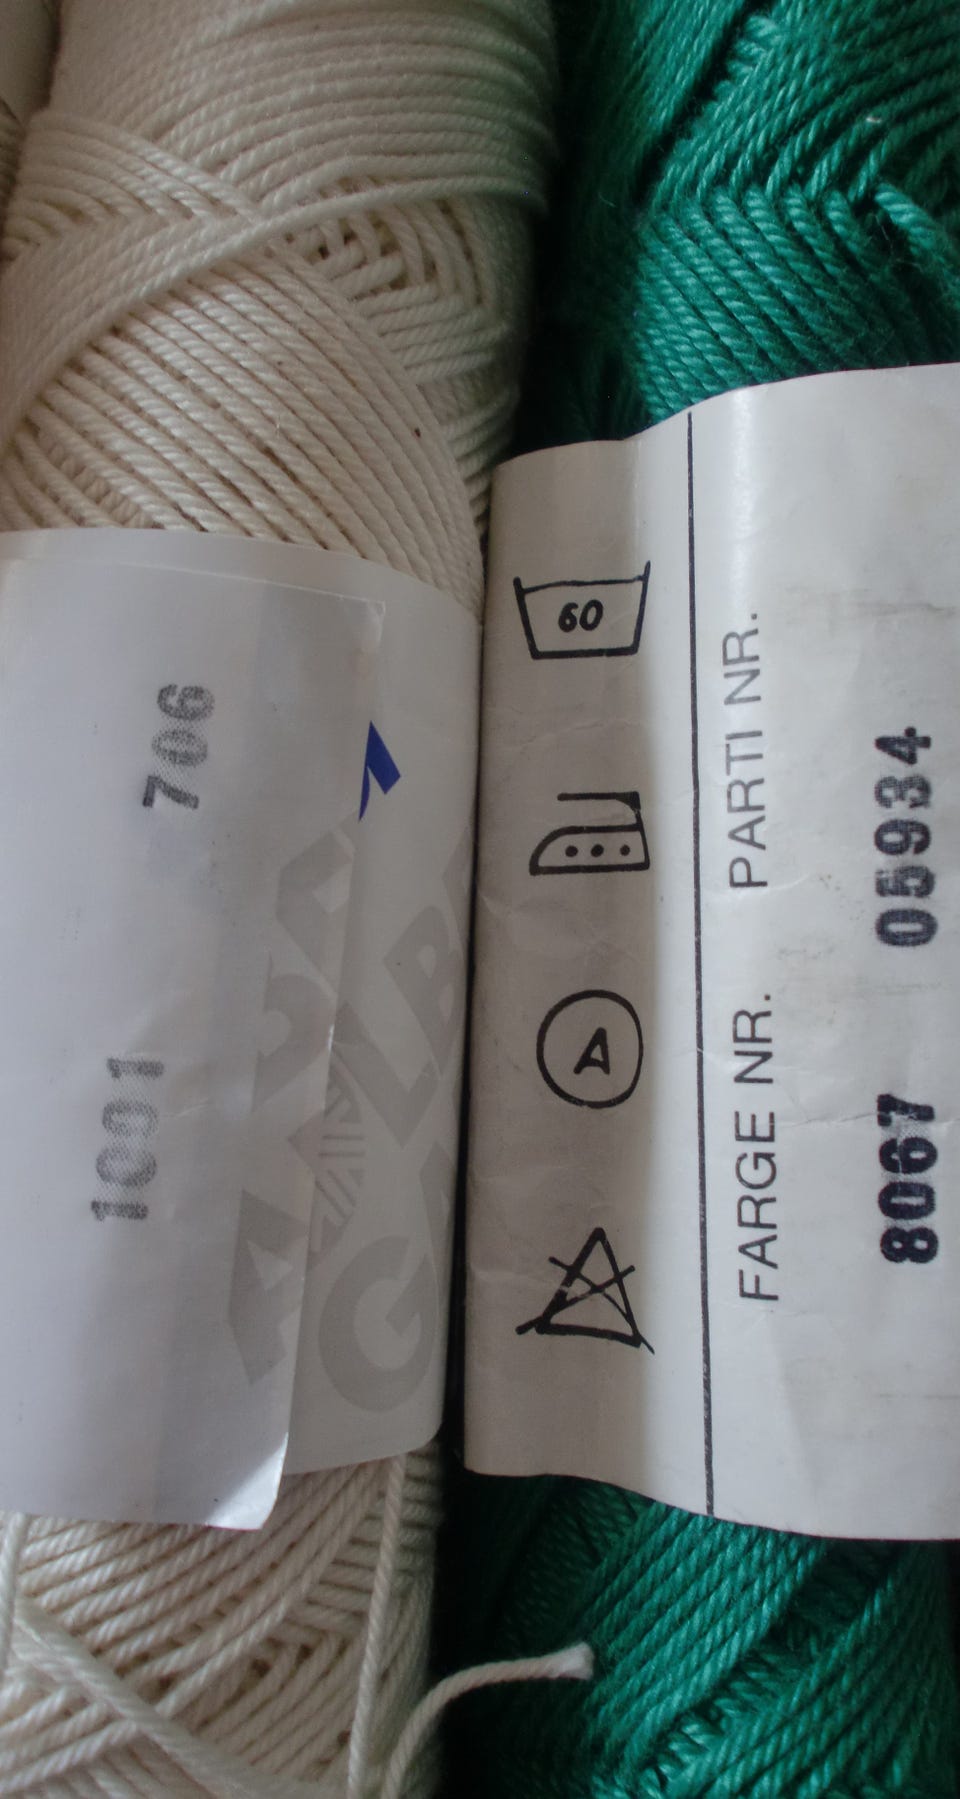 1001 706
60
A
FARGE NR. PARTI NR.
8067 05934